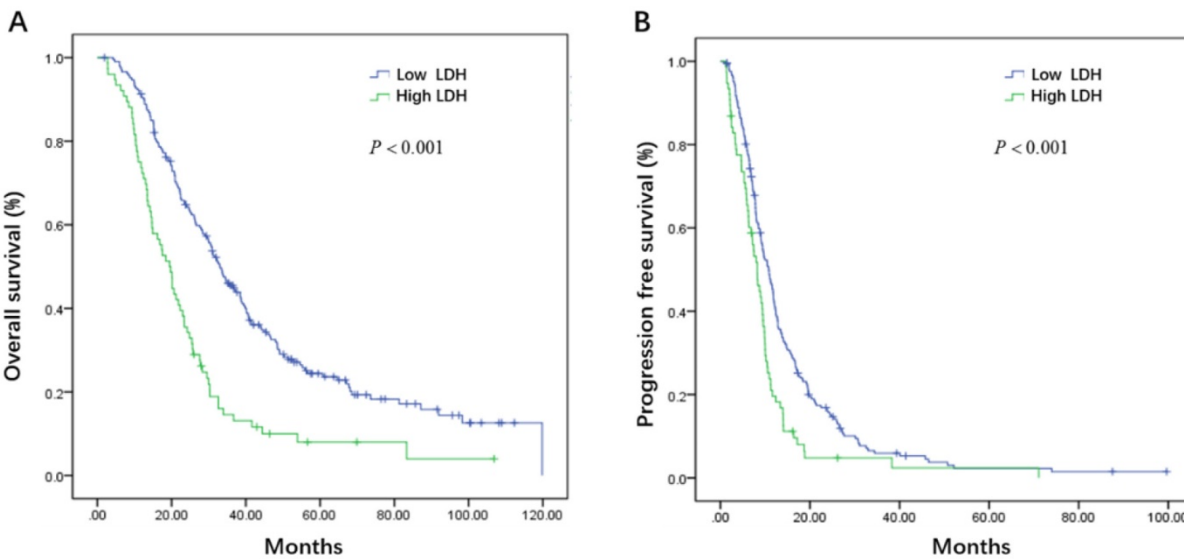 A
Overall survival (%)
1.0
0.8
0.6
0.4
0.2
0.0
Low LDH
High LDH
P < 0.001
.00 20.00 40.00 60.00 80.00 100.00 120.00
Months
B
Progression free survival (%)
1.0
0.8
0.6
0.4
0.2
0.0
Low LDH
High LDH
P < 0.001
.00 20.00 40.00 60.00 80.00 100.00
Months